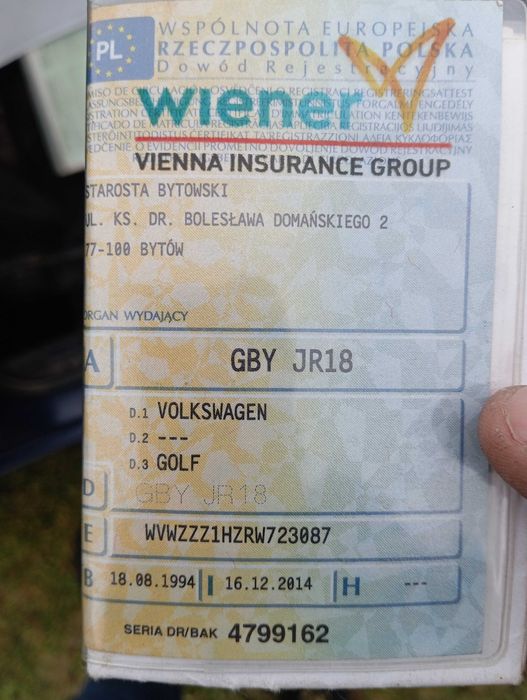 PL
WSPÓLNOTA EUROPEJSKA
RZECZPOSPOLITA POLSKA
Dowód Rejestracyjny
wiener
VIENNA INSURANCE GROUP
STAROSTA BYTOWSKI
UL. KS. DR. BOLESŁAWA DOMAŃSKIEGO 2
77-100 BYTÓW
ORGAN WYDAJĄCY
A GBY JR18
D.1 VOLKSWAGEN
D.2 ---
D.3 GOLF
D GBY JR18
E WVWZZZ1HZRW723087
B 18.08.1994 I 16.12.2014 H ---
SERIA DR/BAK 4799162